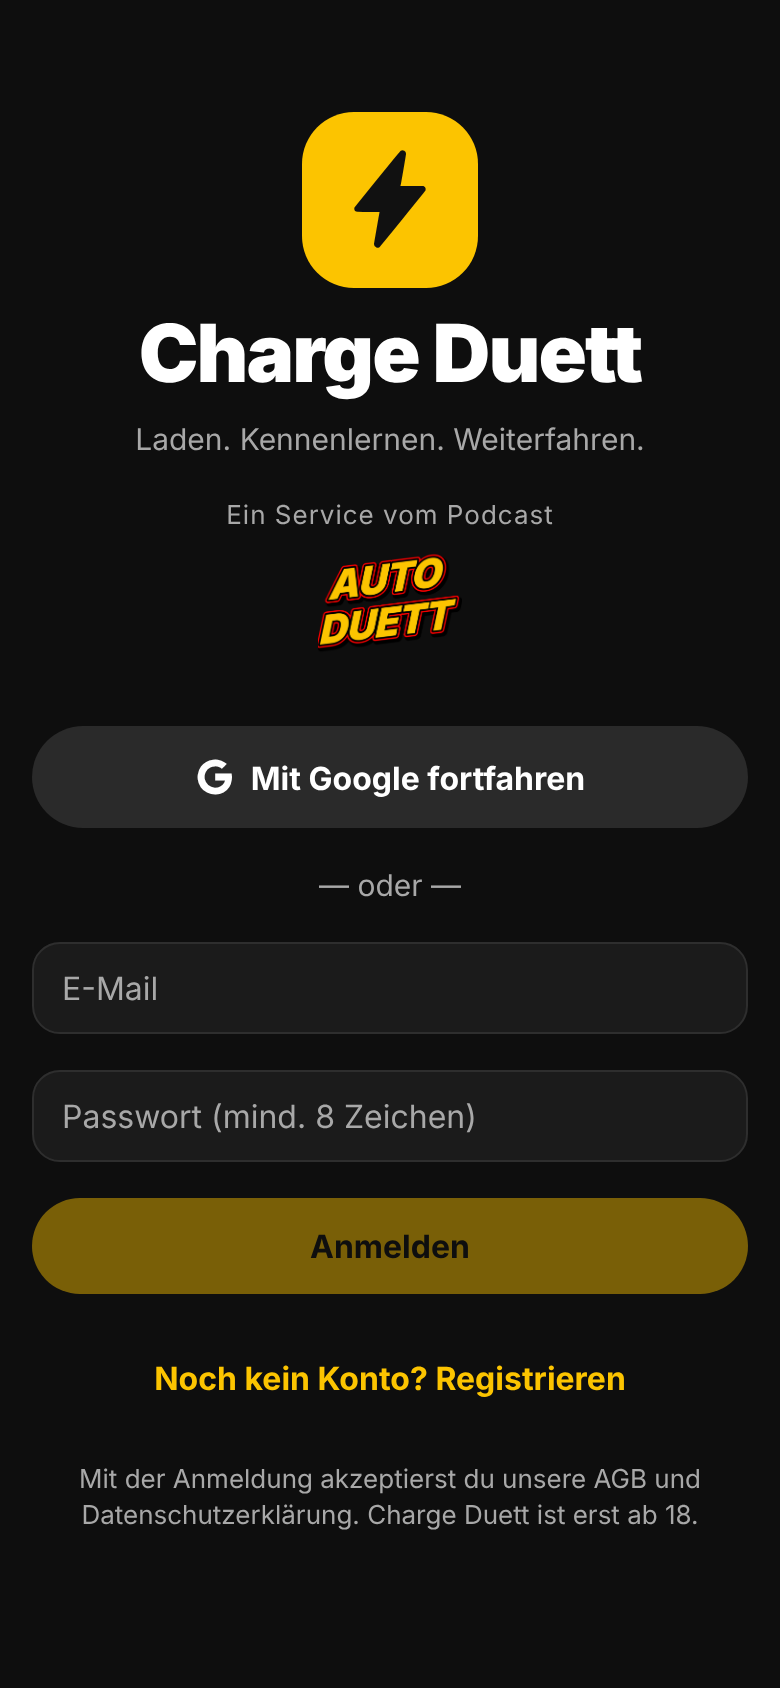 Charge Duett
Laden. Kennenlernen. Weiterfahren.
Ein Service vom Podcast
AUTO
DUETT
Mit Google fortfahren
— oder —
E-Mail
Passwort (mind. 8 Zeichen)
Anmelden
Noch kein Konto? Registrieren
Mit der Anmeldung akzeptierst du unsere AGB und
Datenschutzerklärung. Charge Duett ist erst ab 18.